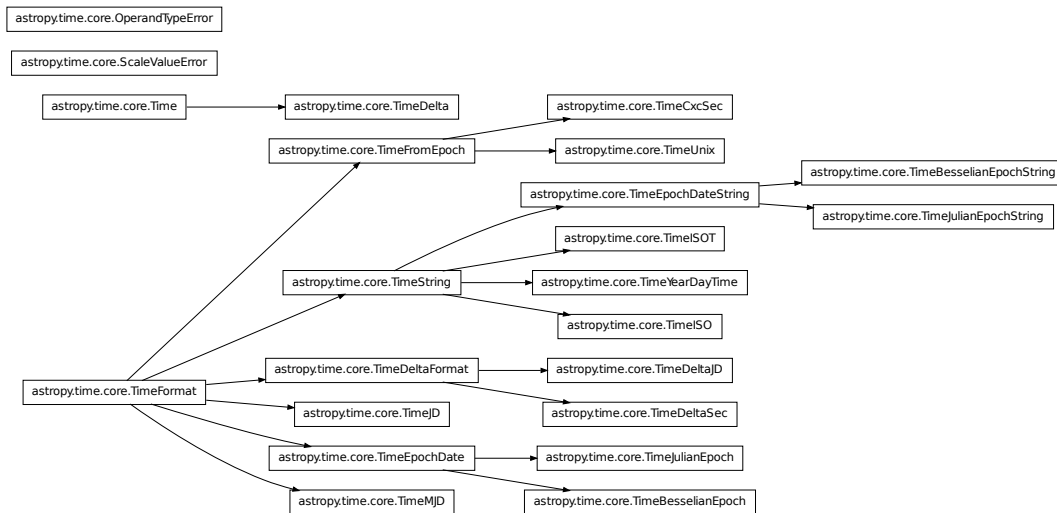 astropy.time.core.OperandTypeError
astropy.time.core.ScaleValueError
astropy.time.core.Time
astropy.time.core.TimeDelta
astropy.time.core.TimeCxcSec
astropy.time.core.TimeFromEpoch
astropy.time.core.TimeUnix
astropy.time.core.TimeBesselianEpochString
astropy.time.core.TimeEpochDateString
astropy.time.core.TimeJulianEpochString
astropy.time.core.TimeISOT
astropy.time.core.TimeString
astropy.time.core.TimeYearDayTime
astropy.time.core.TimeISO
astropy.time.core.TimeDeltaFormat
astropy.time.core.TimeDeltaJD
astropy.time.core.TimeFormat
astropy.time.core.TimeJD
astropy.time.core.TimeDeltaSec
astropy.time.core.TimeEpochDate
astropy.time.core.TimeJulianEpoch
astropy.time.core.TimeMJD
astropy.time.core.TimeBesselianEpoch